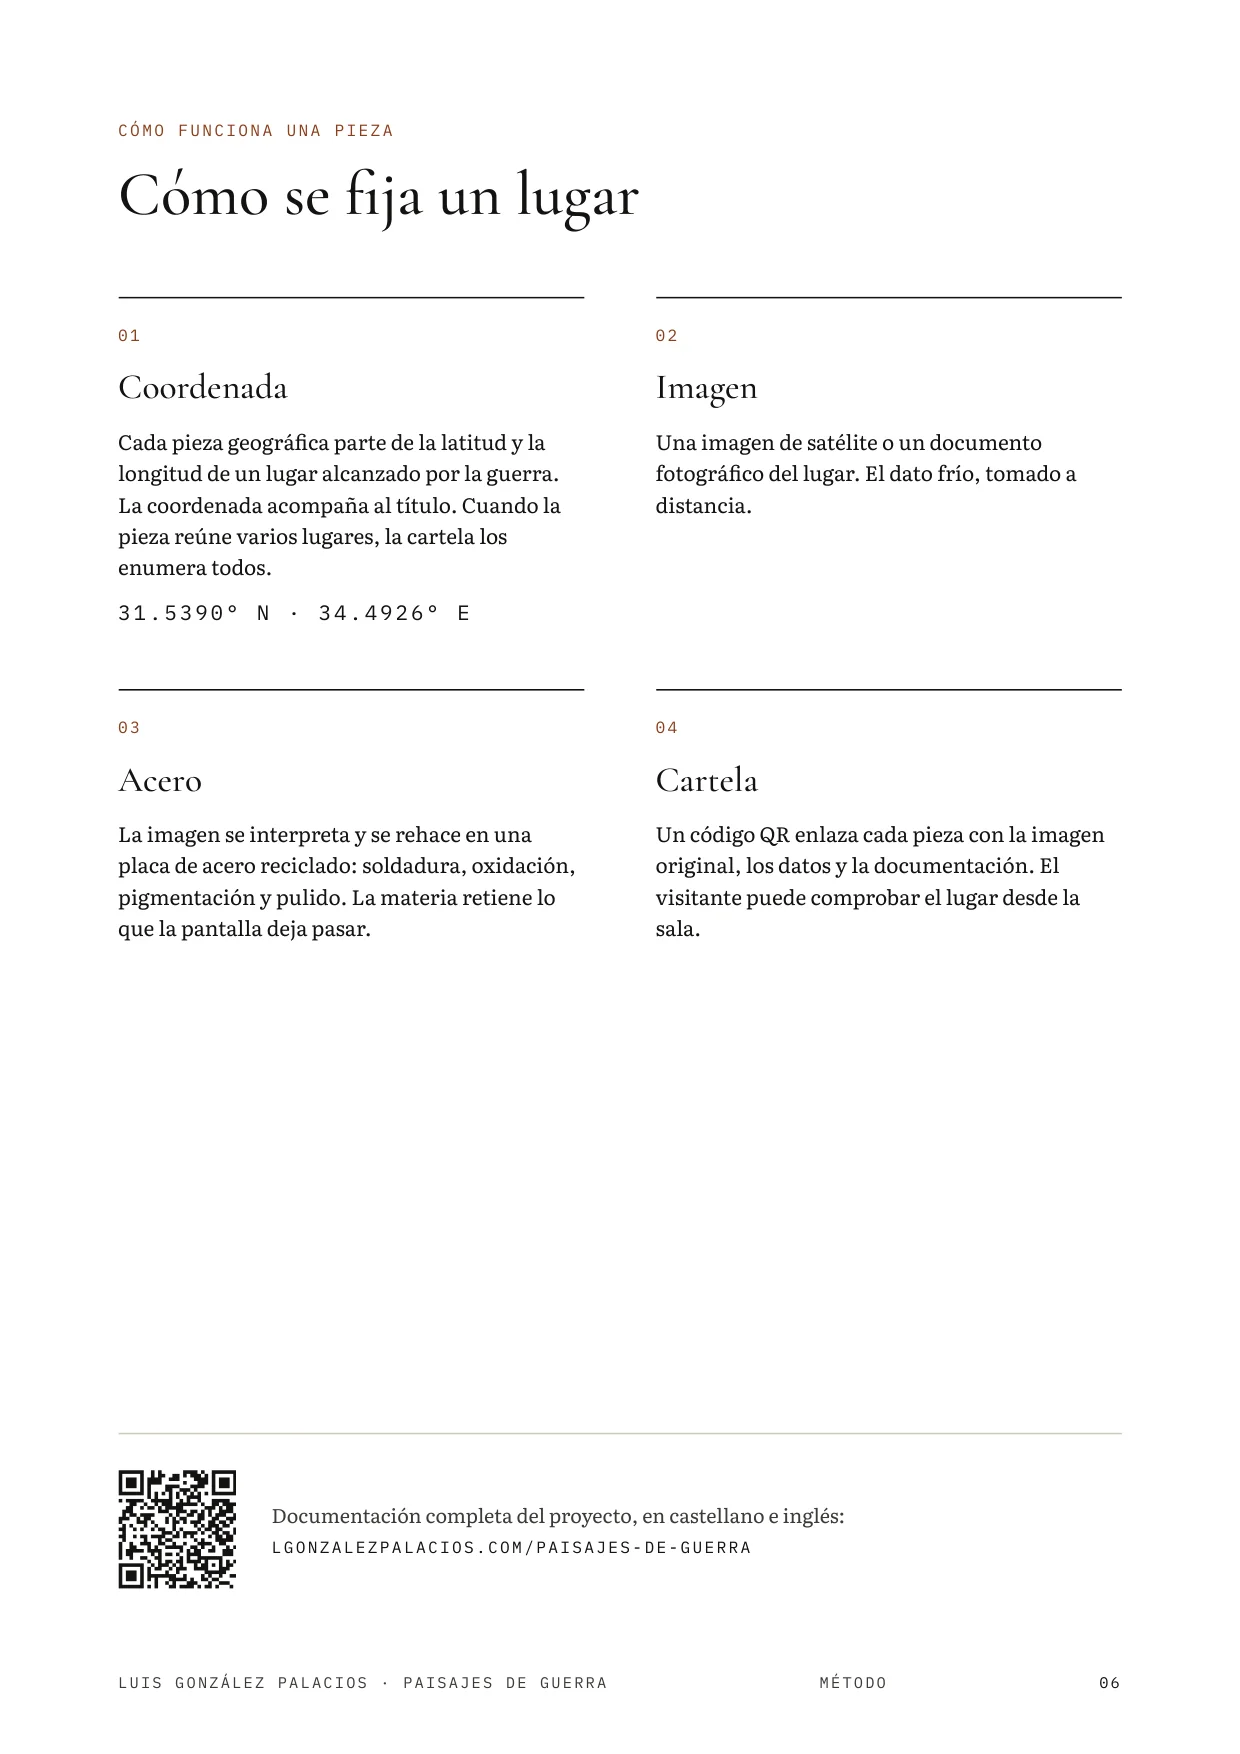 CÓMO FUNCIONA UNA PIEZA
Cómo se fija un lugar
01
Coordenada
Cada pieza geográfica parte de la latitud y la
longitud de un lugar alcanzado por la guerra.
La coordenada acompaña al título. Cuando la
pieza reúne varios lugares, la cartela los
enumera todos.
31.5390° N · 34.4926° E
02
Imagen
Una imagen de satélite o un documento
fotográfico del lugar. El dato frío, tomado a
distancia.
03
Acero
La imagen se interpreta y se rehace en una
placa de acero reciclado: soldadura, oxidación,
pigmentación y pulido. La materia retiene lo
que la pantalla deja pasar.
04
Cartela
Un código QR enlaza cada pieza con la imagen
original, los datos y la documentación. El
visitante puede comprobar el lugar desde la
sala.
Documentación completa del proyecto, en castellano e inglés:
LGONZALEZPALACIOS.COM/PAISAJES-DE-GUERRA
LUIS GONZÁLEZ PALACIOS · PAISAJES DE GUERRA
MÉTODO
06